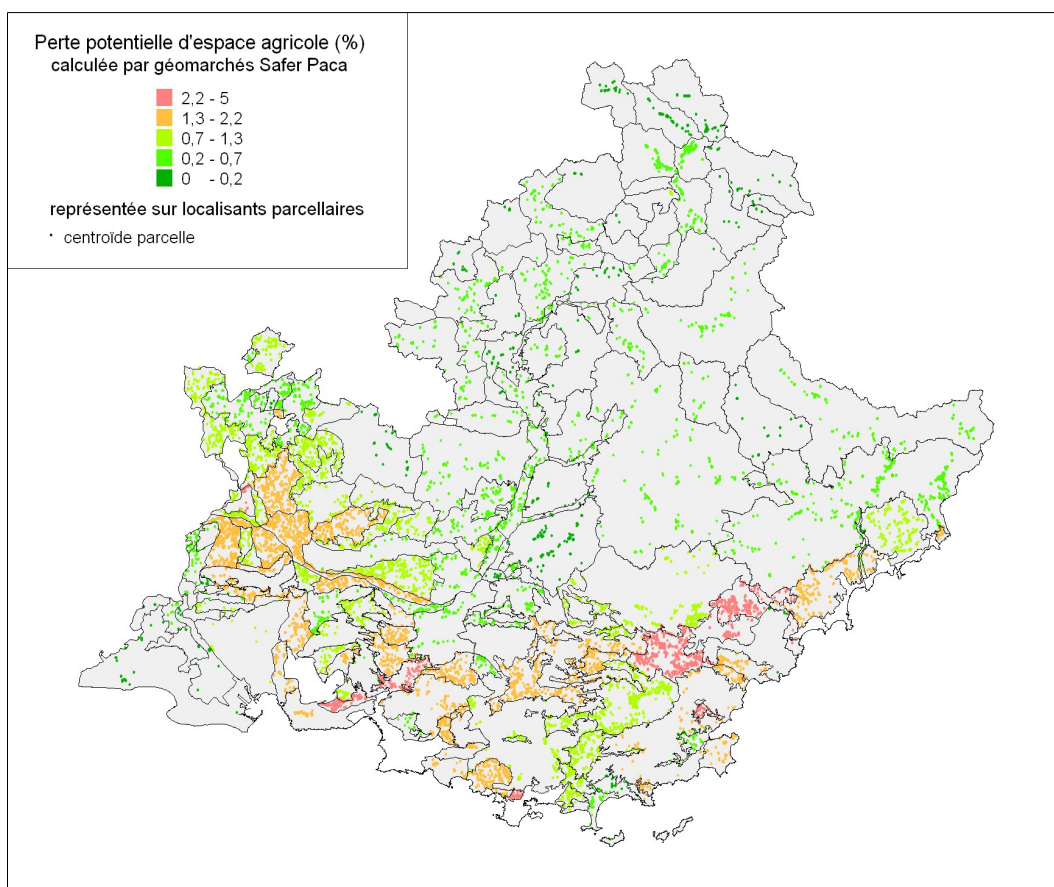 Perte potentielle d'espace agricole (%)
calculée par géomarchés Safer Paca
2,2 - 5
1,3 - 2,2
0,7 - 1,3
0,2 - 0,7
0 - 0,2
représentée sur localisants parcellaires
centroïde parcelle